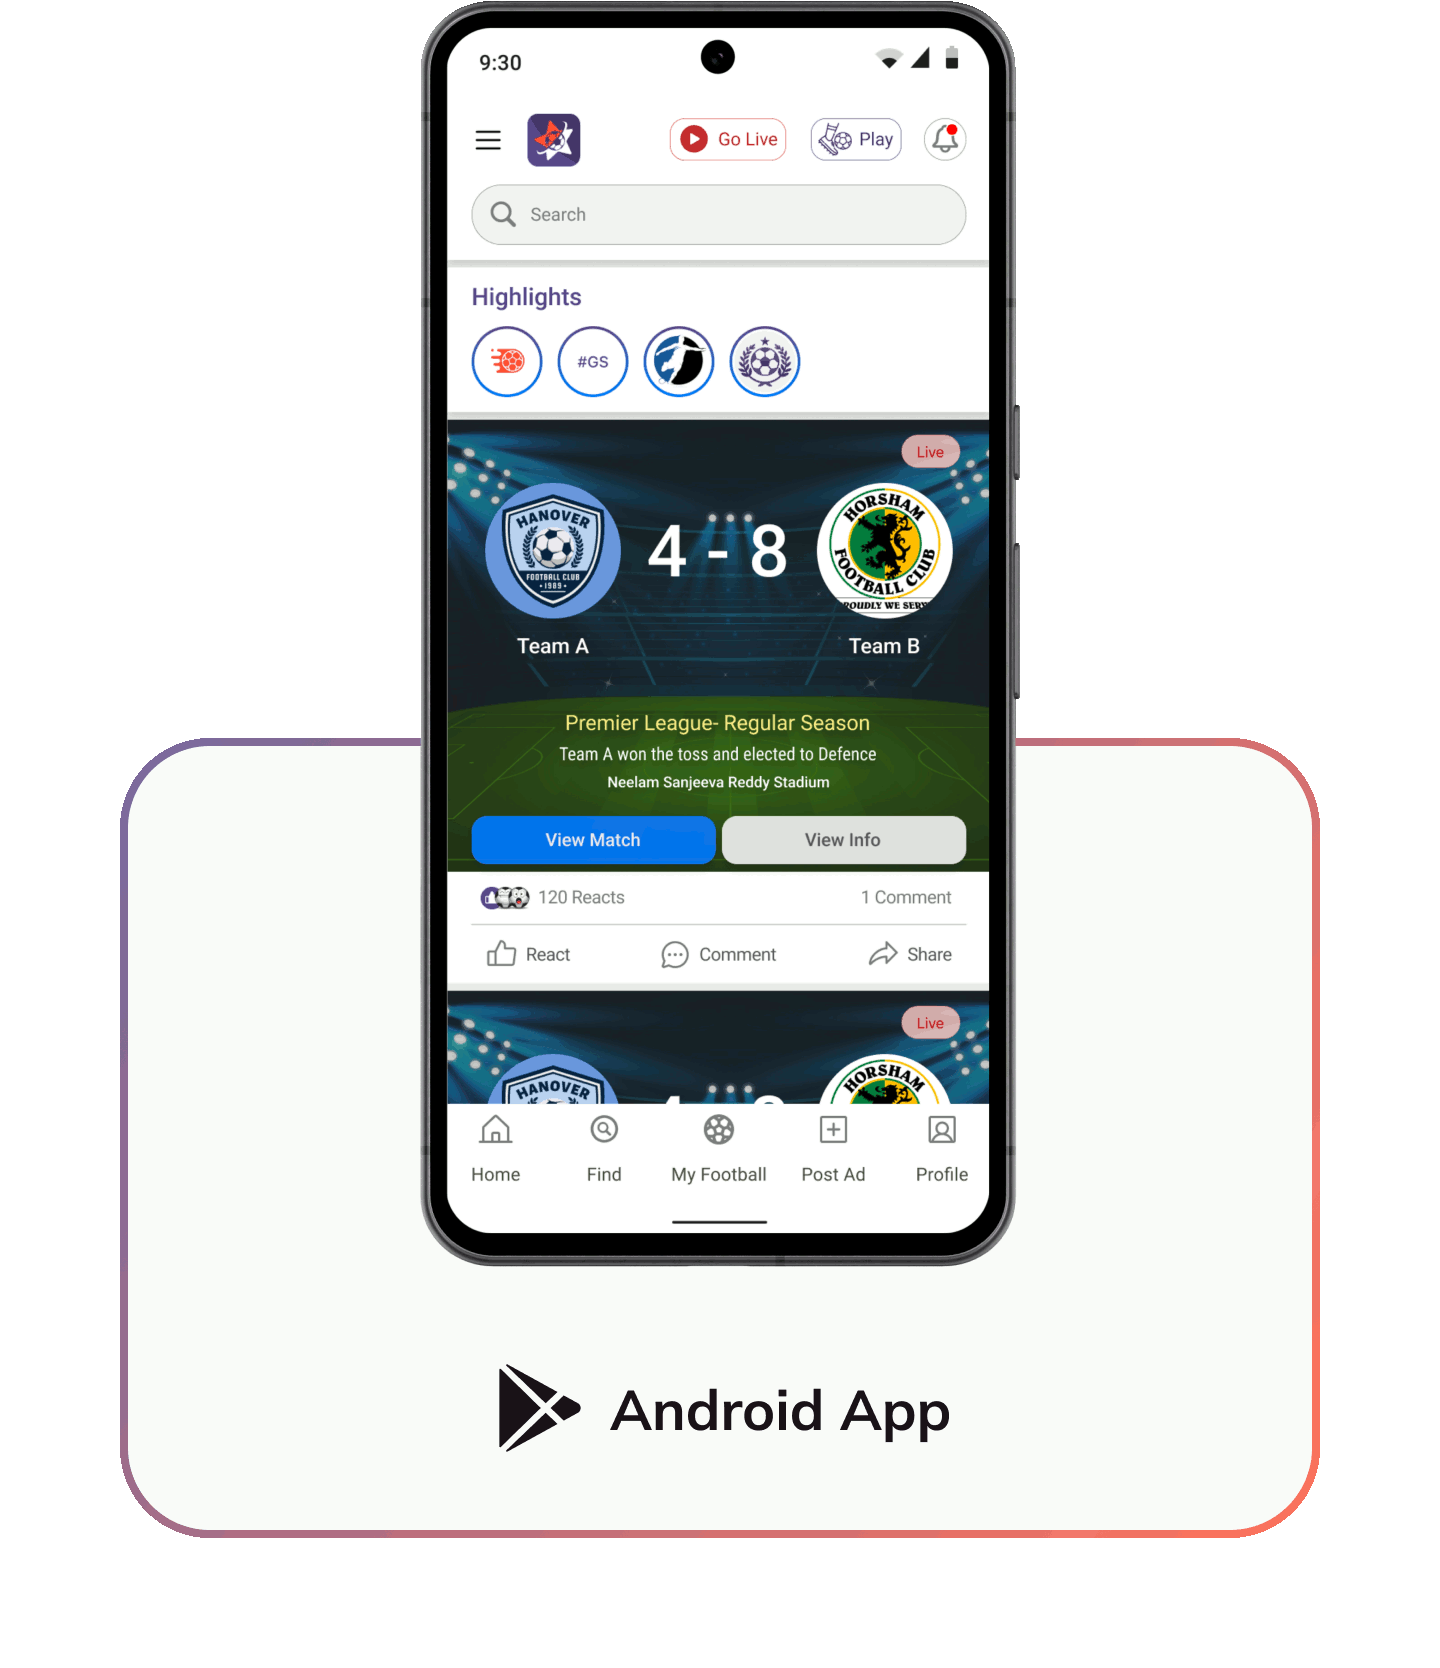 9:30
Go Live
Play
Search
Highlights
#GS
Live
HANOVER
FOOTBALL CLUB
• 1989 •
4 - 8
HORSHAM
FOOTBALL CLUB
ROUDLY WE SERV
Team A
Team B
Premier League- Regular Season
Team A won the toss and elected to Defence
Neelam Sanjeeva Reddy Stadium
View Match
View Info
120 Reacts
1 Comment
React
Comment
Share
Live
HANOVER
HORSHAM
Home
Find
My Football
Post Ad
Profile
Android App